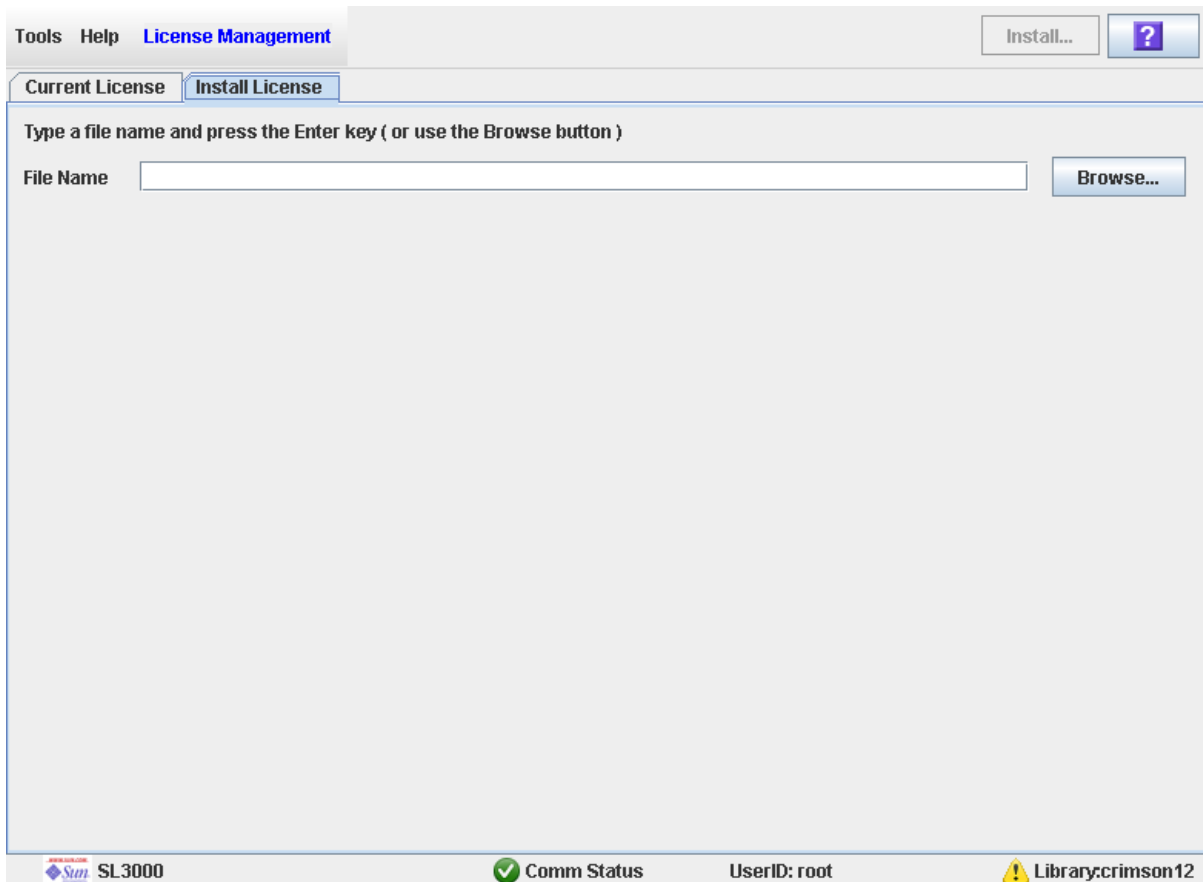 Tools Help License Management Install... ?
Current License Install License
Type a file name and press the Enter key ( or use the Browse button )
File Name Browse...
Sun SL3000 Comm Status UserID: root Library:crimson12